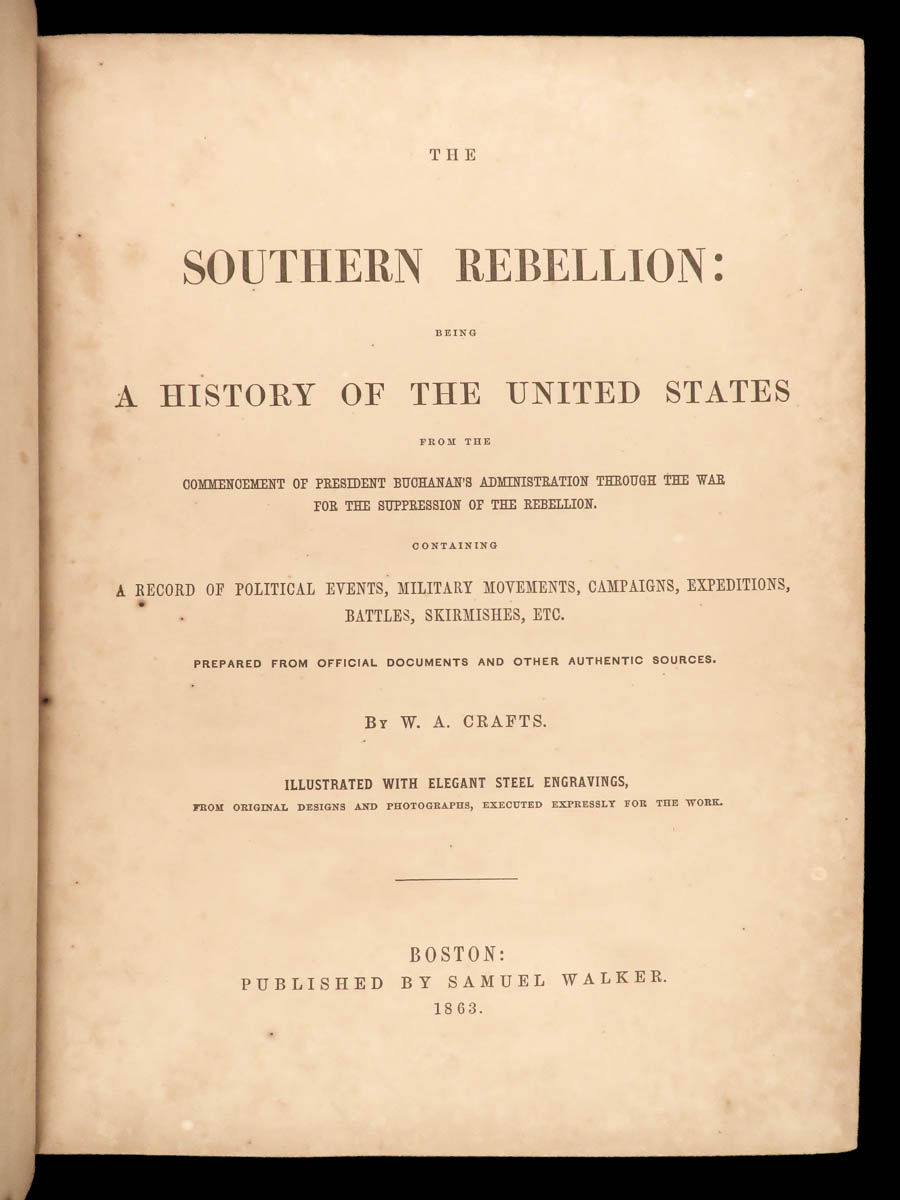 THE
SOUTHERN REBELLION:
BEING
A HISTORY OF THE UNITED STATES
FROM THE
COMMENCEMENT OF PRESIDENT BUCHANAN'S ADMINISTRATION THROUGH THE WAR
FOR THE SUPPRESSION OF THE REBELLION.
CONTAINING
A RECORD OF POLITICAL EVENTS, MILITARY MOVEMENTS, CAMPAIGNS, EXPEDITIONS,
BATTLES, SKIRMISHES, ETC.
PREPARED FROM OFFICIAL DOCUMENTS AND OTHER AUTHENTIC SOURCES.
BY W. A. CRAFTS.
ILLUSTRATED WITH ELEGANT STEEL ENGRAVINGS,
FROM ORIGINAL DESIGNS AND PHOTOGRAPHS, EXECUTED EXPRESSLY FOR THE WORK.
BOSTON:
PUBLISHED BY SAMUEL WALKER.
1863.